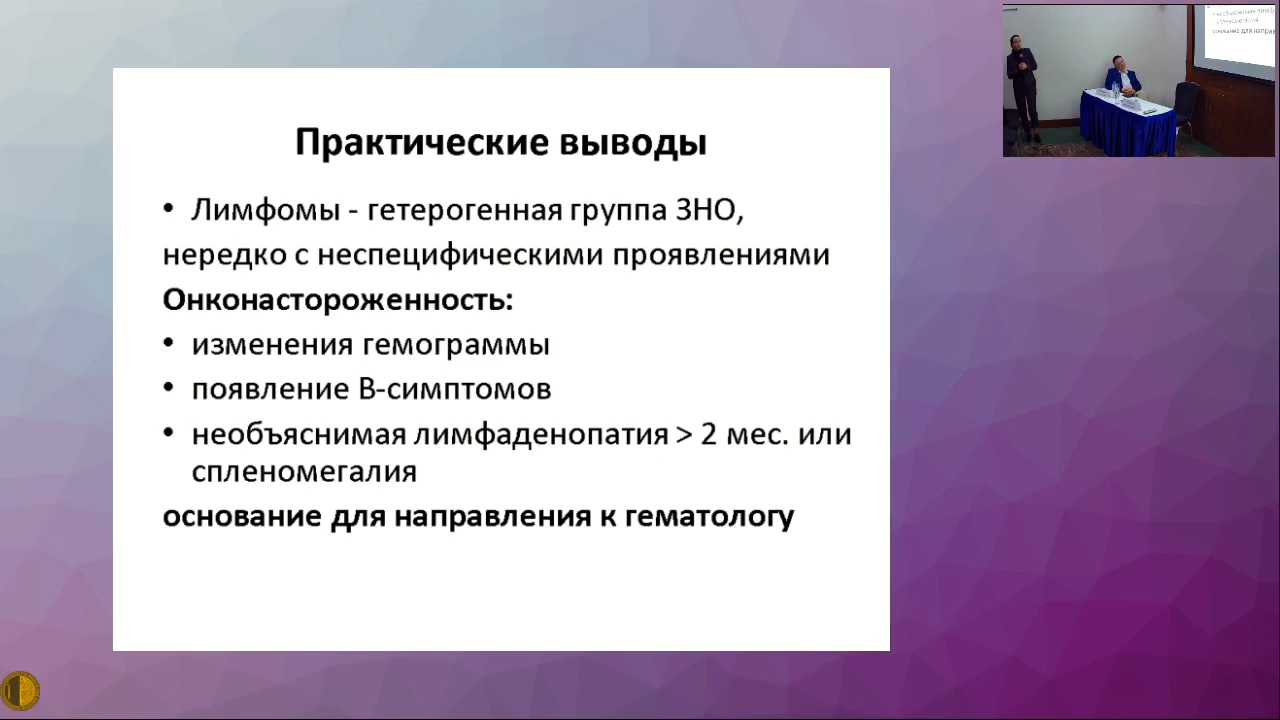 Практические выводы
• Лимфомы - гетерогенная группа ЗНО,
нередко с неспецифическими проявлениями
Онконастороженность:
• изменения гемограммы
• появление В-симптомов
• необъяснимая лимфаденопатия > 2 мес. или
спленомегалия
основание для направления к гематологу